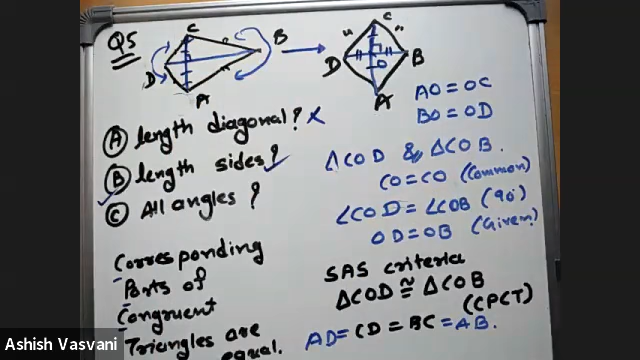 Q5
C
B
D
A
C
D
B
O
A
AO = OC
BO = OD
(A) length diagonal? x
(B) length sides? ✓
(C) All angles?
Corresponding
Parts of
Congruent
Triangles are
equal.
△COD & △COB.
CO = CO (Common)
∠COD = ∠COB (90°)
OD = OB (Given)
SAS criteria
△COD ≅ △COB
(CPCT)
AD = CD = BC = AB.
Ashish Vasvani